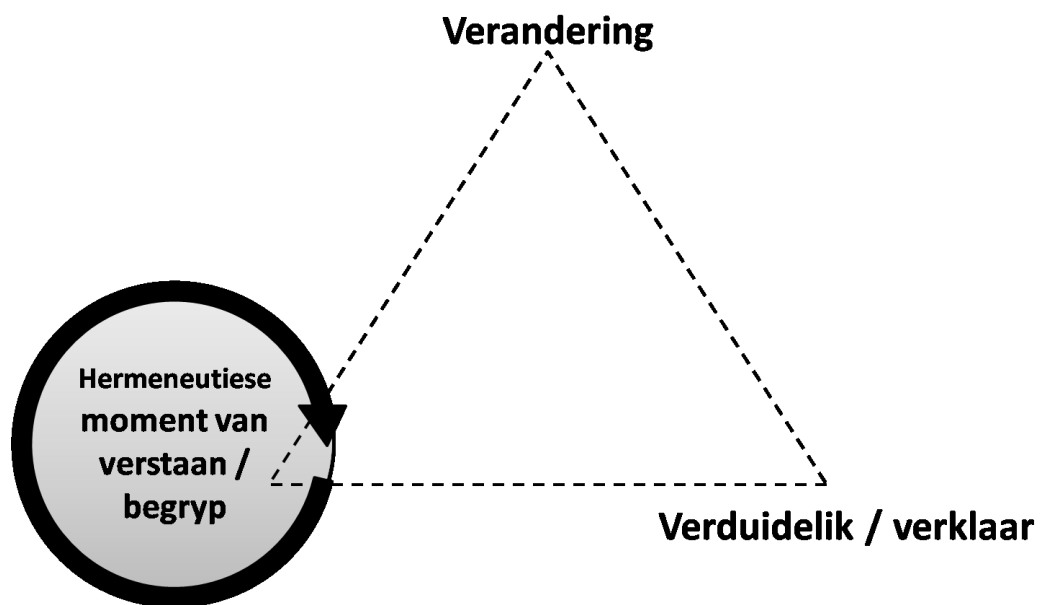 Verandering
Hermeneutiese
moment van
verstaan /
begryp
Verduidelik / verklaar